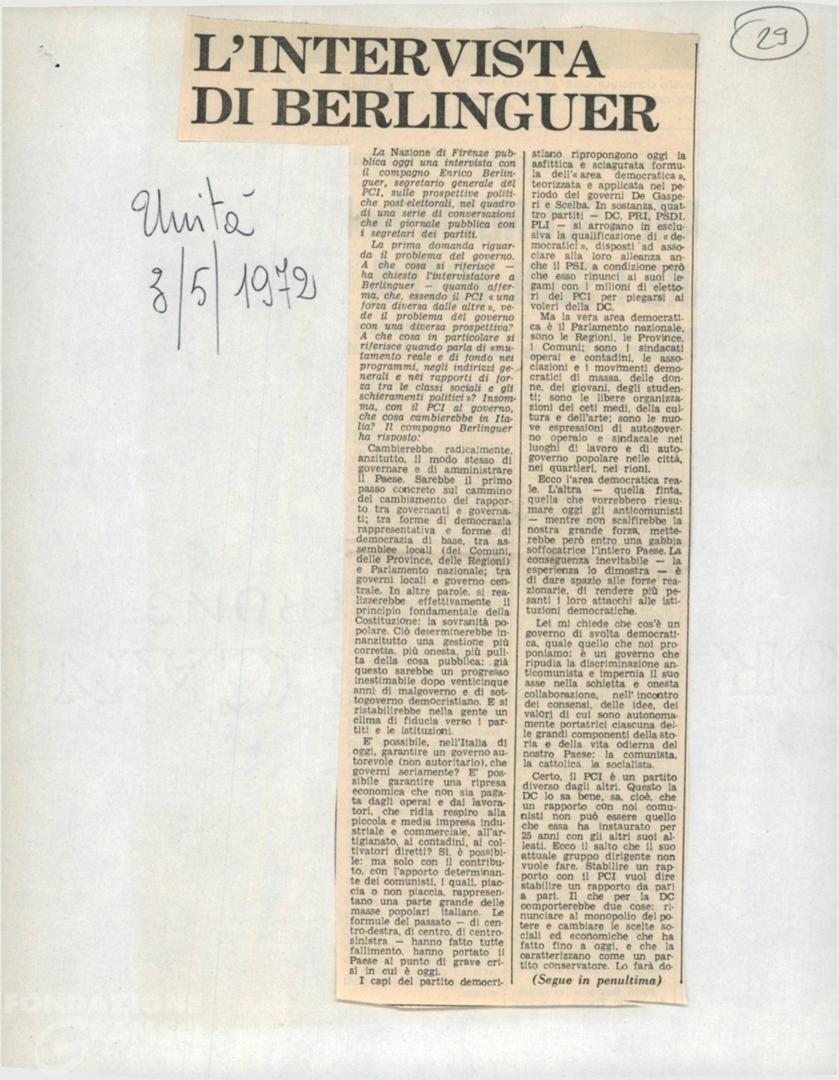 29
L'INTERVISTA
DI BERLINGUER
Unità
3/5/1972
La Nazione di Firenze pub-
blica oggi una intervista con
il compagno Enrico Berlin-
guer, segretario generale del
PCI, sulle prospettive politi-
che post-elettorali, nel quadro
di una serie di conversazioni
che il giornale pubblica con
i segretari dei partiti.
La prima domanda riguar-
da il problema del governo.
A che cosa si riferisce —
ha chiesto l'intervistatore a
Berlinguer — quando affer-
ma, che, essendo il PCI «una
forza diversa dalle altre», ve-
de il problema del governo
con una diversa prospettiva?
A che cosa in particolare si
riferisce quando parla di «mu-
tamento reale e di fondo nei
programmi, negli indirizzi ge-
nerali e nei rapporti di for-
za tra le classi sociali e gli
schieramenti politici»? Insom-
ma, con il PCI al governo,
che cosa cambierebbe in Ita-
lia? Il compagno Berlinguer
ha risposto:
Cambierebbe radicalmente,
anzitutto, il modo stesso di
governare e di amministrare
il Paese. Sarebbe il primo
passo concreto sul cammino
del cambiamento del rappor-
to tra governanti e governa-
ti; tra forme di democrazia
rappresentativa e forme di
democrazia di base, tra as-
semblee locali (dei Comuni,
delle Province, delle Regioni)
e Parlamento nazionale; tra
governi locali e governo cen-
trale. In altre parole, si rea-
lizzerebbe effettivamente il
principio fondamentale della
Costituzione: la sovranità po-
polare. Ciò determinerebbe in-
nanzitutto una gestione più
corretta, più onesta, più puli-
ta della cosa pubblica: già
questo sarebbe un progresso
inestimabile dopo venticinque
anni di malgoverno e di sot-
togoverno democristiano. E si
ristabilirebbe nella gente un
clima di fiducia verso i par-
titi e le istituzioni.
E' possibile, nell'Italia di
oggi, garantire un governo au-
torevole (non autoritario), che
governi seriamente? E' pos-
sibile garantire una ripresa
economica che non sia paga-
ta dagli operai e dai lavora-
tori, che ridia respiro alla
piccola e media impresa indu-
striale e commerciale, all'ar-
tigianato, ai contadini, ai col-
tivatori diretti? Sì, è possibi-
le: ma solo con il contribu-
to, con l'apporto determinan-
te dei comunisti, i quali, piac-
cia o non piaccia, rappresen-
tano una parte grande delle
masse popolari italiane. Le
formule del passato — di cen-
tro-destra, di centro, di centro-
sinistra — hanno fatto tutte
fallimento, hanno portato il
Paese al punto di grave cri-
si in cui è oggi.
I capi del partito democri-
stiano ripropongono oggi la
asfittica e sciagurata formu-
la dell'«area democratica»,
teorizzata e applicata nel pe-
riodo dei governi De Gaspe-
ri e Scelba. In sostanza, quat-
tro partiti — DC, PRI, PSDI,
PLI — si arrogano in esclu-
siva la qualificazione di «de-
mocratici», disposti ad asso-
ciare alla loro alleanza an-
che il PSI, a condizione però
che esso rinunci ai suoi le-
gami con i milioni di eletto-
ri del PCI per piegarsi ai
voleri della DC.
Ma la vera area democrati-
ca è il Parlamento nazionale,
sono le Regioni, le Province,
i Comuni; sono i sindacati
operai e contadini, le asso-
ciazioni e i movimenti demo-
cratici di massa, delle don-
ne, dei giovani, degli studen-
ti; sono le libere organizza-
zioni dei ceti medi, della cul-
tura e dell'arte; sono le nuo-
ve espressioni di autogover-
no operaio e sindacale nei
luoghi di lavoro e di auto-
governo popolare nelle città,
nei quartieri, nei rioni.
Ecco l'area democratica rea-
le. L'altra — quella finta,
quella che vorrebbero riesu-
mare oggi gli anticomunisti
— mentre non scalfirebbe la
nostra grande forza, mette-
rebbe però entro una gabbia
soffocatrice l'intiero Paese. La
conseguenza inevitabile — la
esperienza lo dimostra — è
di dare spazio alle forze rea-
zionarie, di rendere più pe-
santi i loro attacchi alle isti-
tuzioni democratiche.
Lei mi chiede che cos'è un
governo di svolta democrati-
ca, quale quello che noi pro-
poniamo: è un governo che
ripudia la discriminazione an-
ticomunista e impernia il suo
asse nella schietta e onesta
collaborazione, nell' incontro
dei consensi, delle idee, dei
valori di cui sono autonoma-
mente portatrici ciascuna del-
le grandi componenti della sto-
ria e della vita odierna del
nostro Paese: la comunista,
la cattolica la socialista.
Certo, il PCI è un partito
diverso dagli altri. Questo la
DC lo sa bene, sa, cioè, che
un rapporto con noi comu-
nisti non può essere quello
che essa ha instaurato per
25 anni con gli altri suoi al-
leati. Ecco il salto che il suo
attuale gruppo dirigente non
vuole fare. Stabilire un rap-
porto con il PCI vuol dire
stabilire un rapporto da pari
a pari. Il che per la DC
comporterebbe due cose: ri-
nunciare al monopolio del po-
tere e cambiare le scelte so-
ciali ed economiche che ha
fatto fino a oggi, e che la
caratterizzano come un par-
tito conservatore. Lo farà do-
(Segue in penultima)
FONDAZIONE